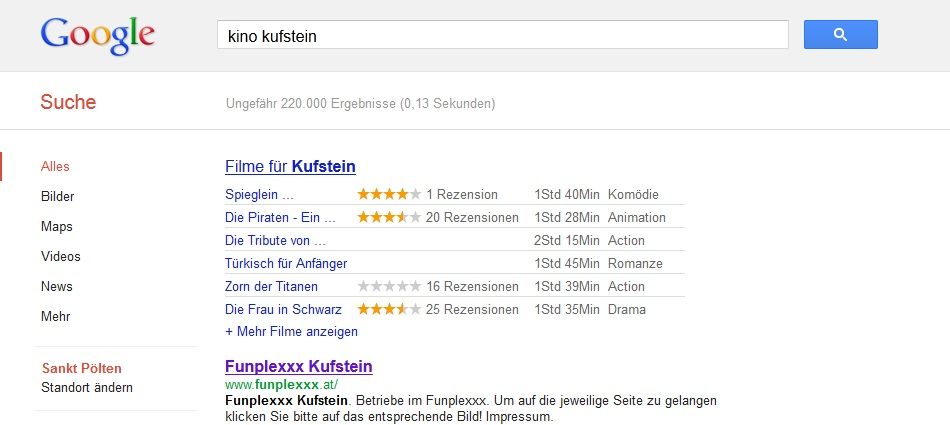 Google
kino kufstein
Suche
Ungefähr 220.000 Ergebnisse (0,13 Sekunden)
Alles
Bilder
Maps
Videos
News
Mehr
Sankt Pölten
Standort ändern
Filme für Kufstein
Spieglein ... 1 Rezension 1Std 40Min Komödie
Die Piraten - Ein ... 20 Rezensionen 1Std 28Min Animation
Die Tribute von ... 2Std 15Min Action
Türkisch für Anfänger 1Std 45Min Romanze
Zorn der Titanen 16 Rezensionen 1Std 39Min Action
Die Frau in Schwarz 25 Rezensionen 1Std 35Min Drama
+ Mehr Filme anzeigen
Funplexxx Kufstein
www.funplexxx.at/
Funplexxx Kufstein. Betriebe im Funplexxx. Um auf die jeweilige Seite zu gelangen
klicken Sie bitte auf das entsprechende Bild! Impressum.